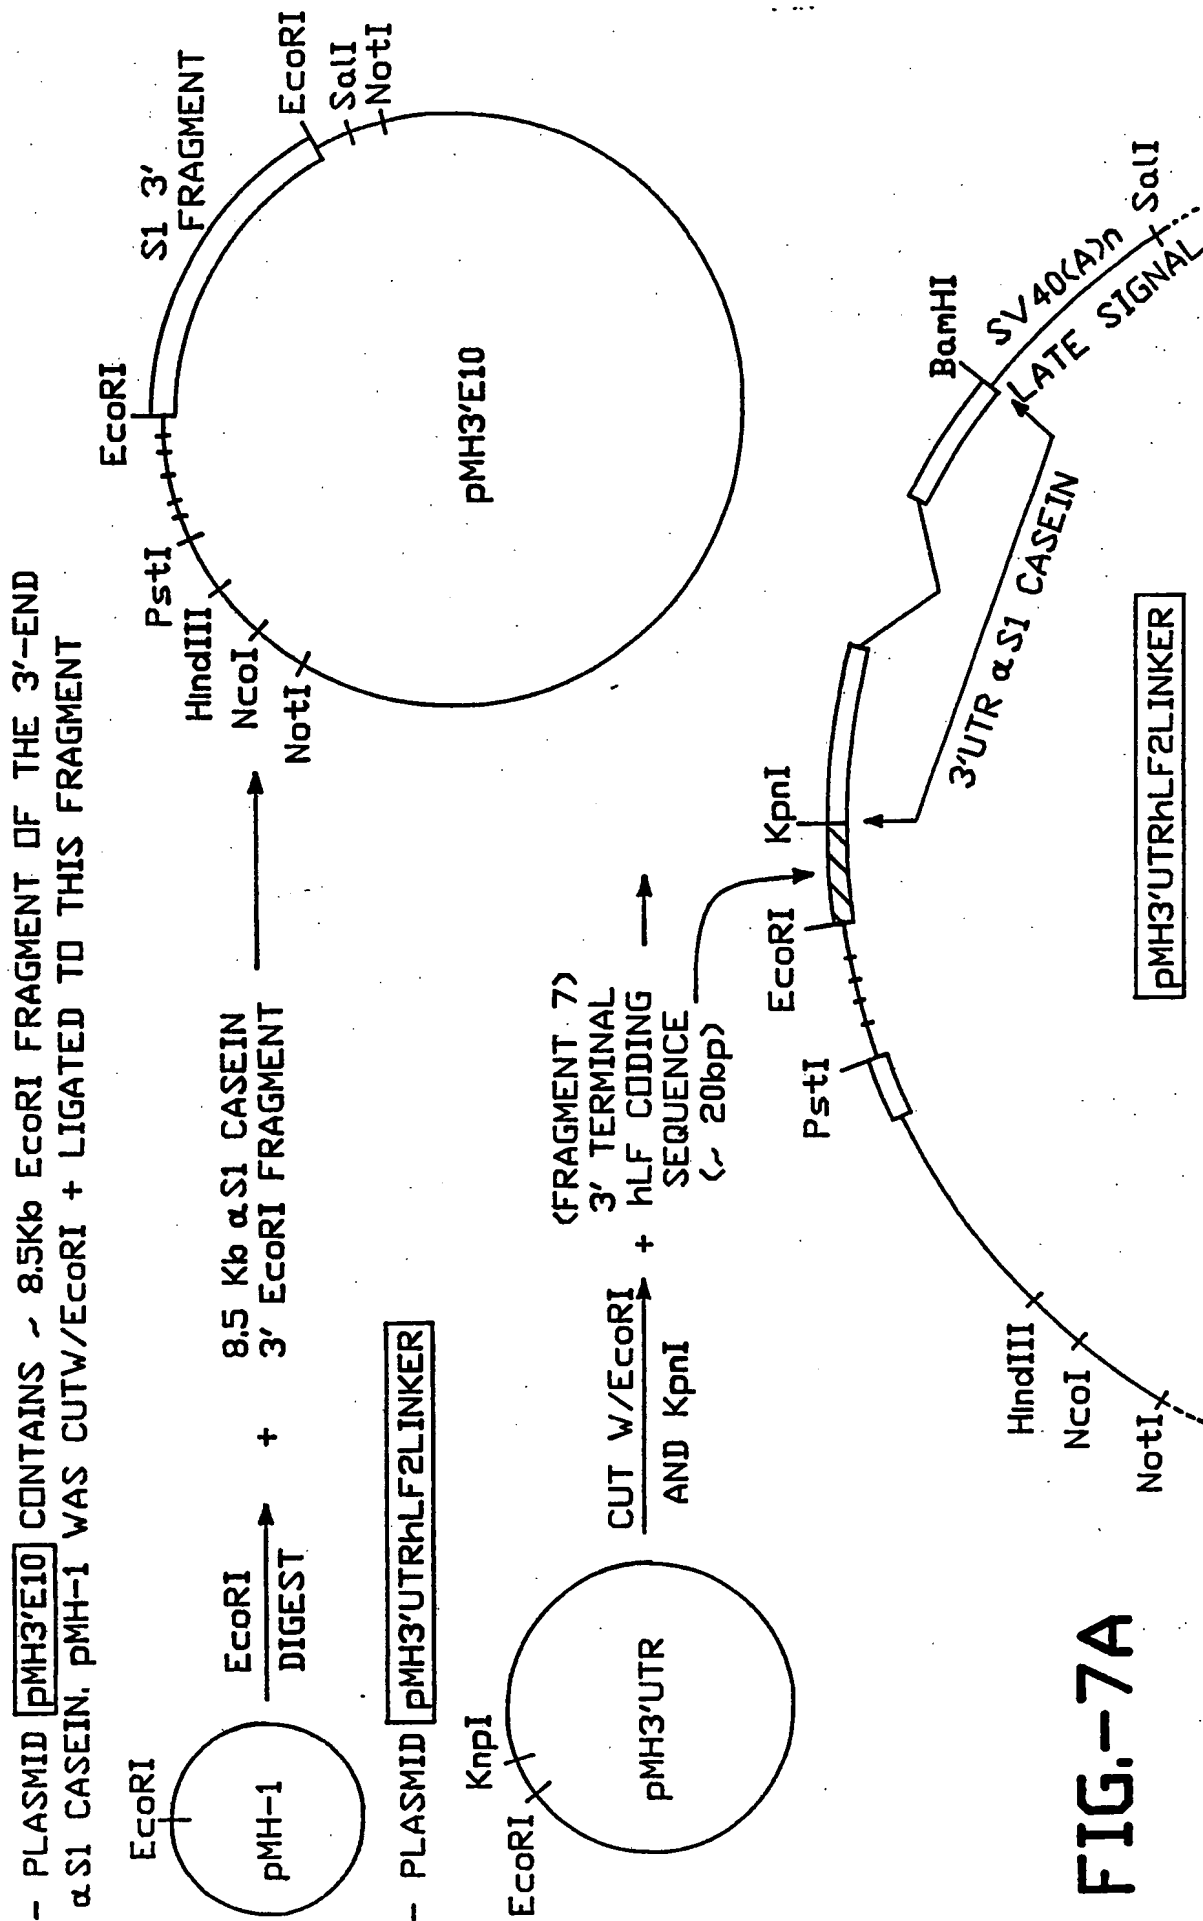 - PLASMID pMH3'E10 CONTAINS ~ 8.5Kb EcoRI FRAGMENT OF THE 3'-END
αS1 CASEIN. pMH-1 WAS CUTW/EcoRI + LIGATED TO THIS FRAGMENT
EcoRI
pMH-1
EcoRI
DIGEST
+
8.5 Kb αS1 CASEIN
3' EcoRI FRAGMENT
NotI
NcoI
HindIII
PstI
EcoRI
S1 3'
FRAGMENT
EcoRI
SalI
NotI
pMH3'E10
- PLASMID pMH3'UTRhLF2LINKER
EcoRI
KnpI
pMH3'UTR
CUT W/EcoRI
AND KpnI
+
(FRAGMENT 7)
3' TERMINAL
hLF CODING
SEQUENCE
(~ 20bp)
NotI
NcoI
HindIII
PstI
EcoRI
KpnI
3'UTR αS1 CASEIN
BamHI
SV40(A)n
LATE SIGNAL
SalI
pMH3'UTRhLF2LINKER
FIG.-7A